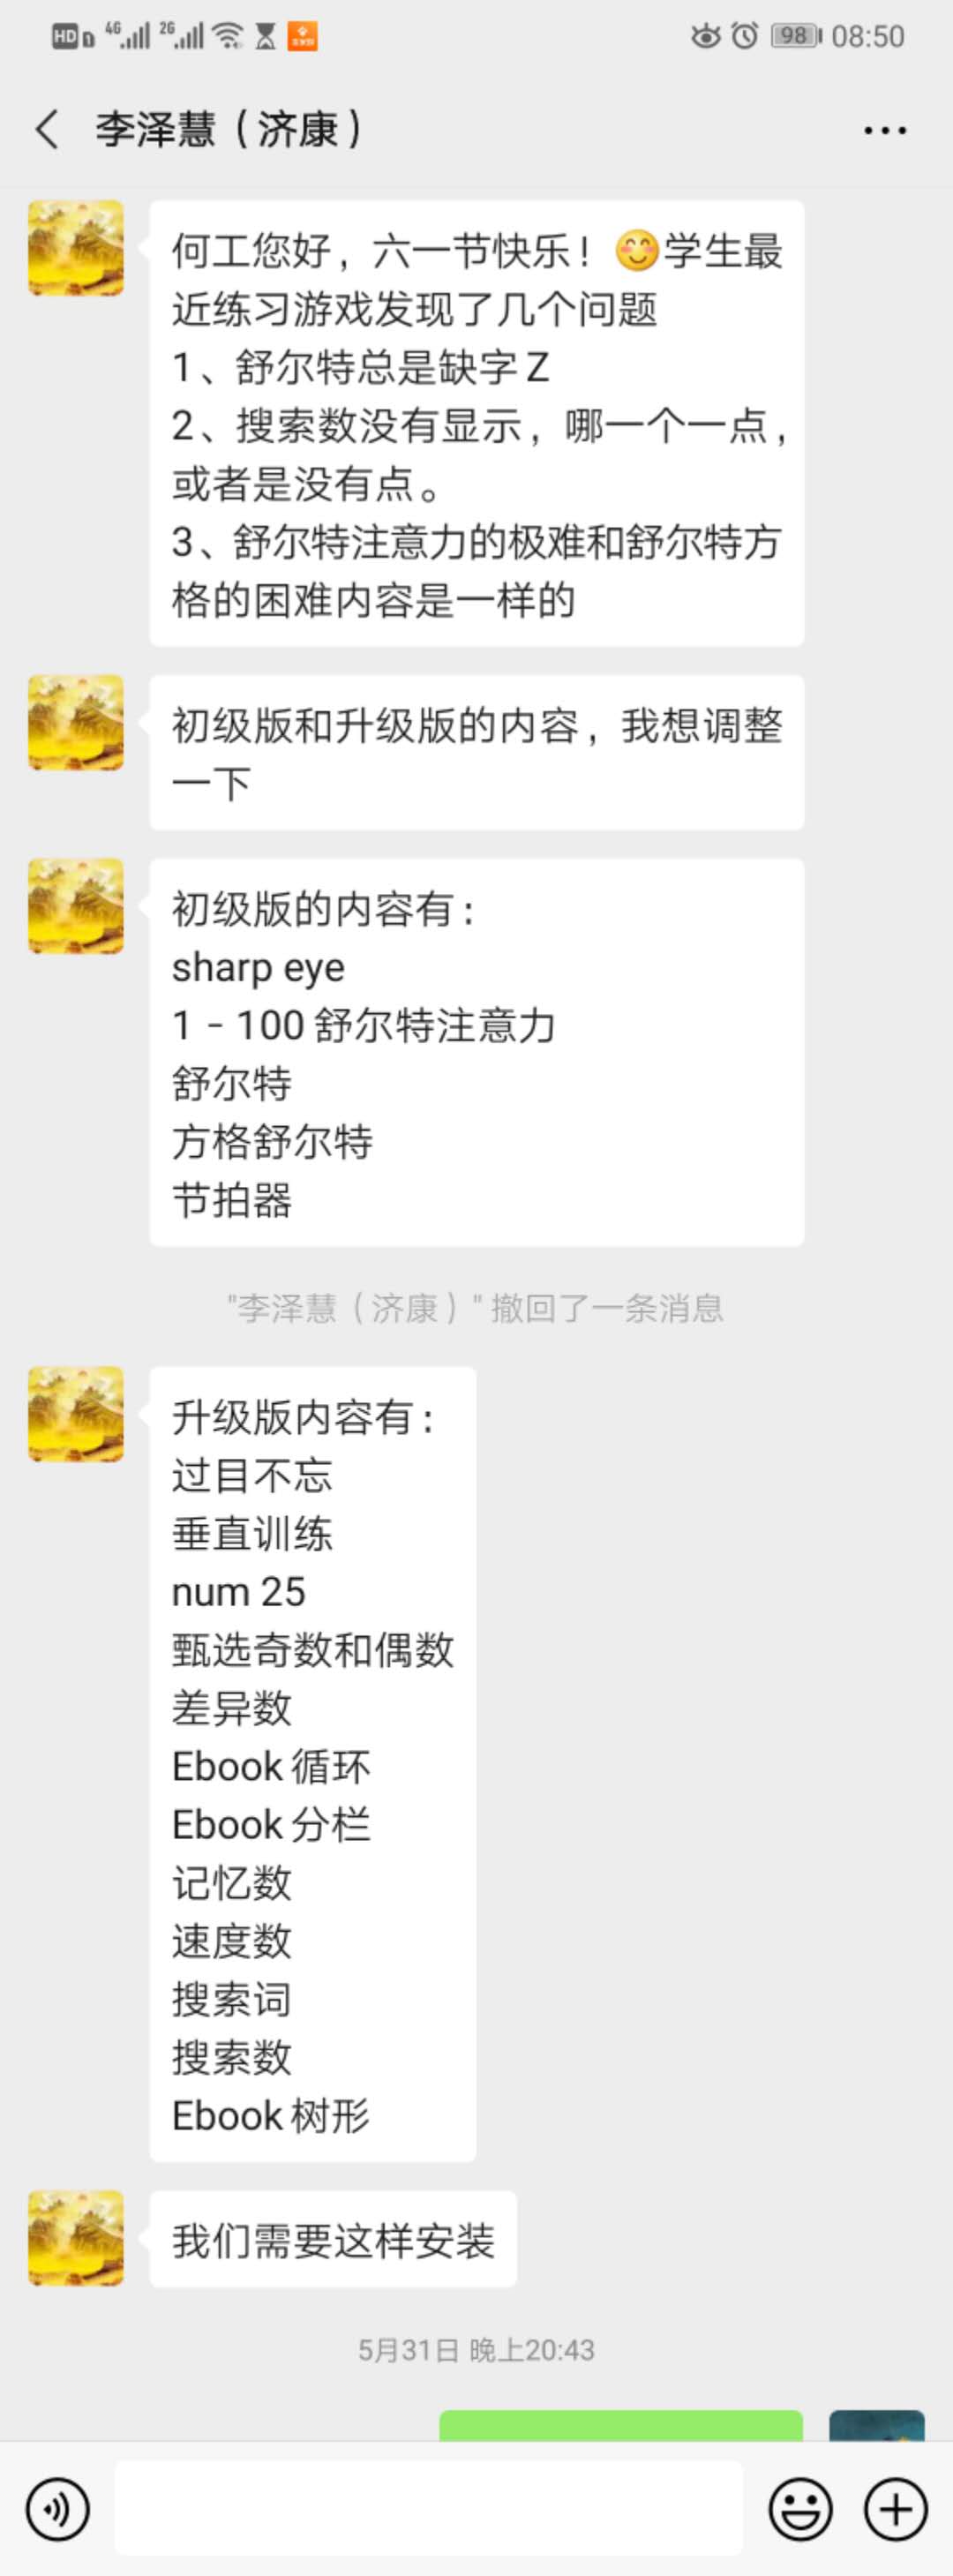 HD 4G 2G 98 08:50
李泽慧（济康）
何工您好，六一节快乐！😊学生最
近练习游戏发现了几个问题
1、舒尔特总是缺字 Z
2、搜索数没有显示，哪一个一点，
或者是没有点。
3、舒尔特注意力的极难和舒尔特方
格的困难内容是一样的
初级版和升级版的内容，我想调整
一下
初级版的内容有：
sharp eye
1 - 100 舒尔特注意力
舒尔特
方格舒尔特
节拍器
"李泽慧（济康）" 撤回了一条消息
升级版内容有：
过目不忘
垂直训练
num 25
甄选奇数和偶数
差异数
Ebook 循环
Ebook 分栏
记忆数
速度数
搜索词
搜索数
Ebook 树形
我们需要这样安装
5月31日 晚上20:43